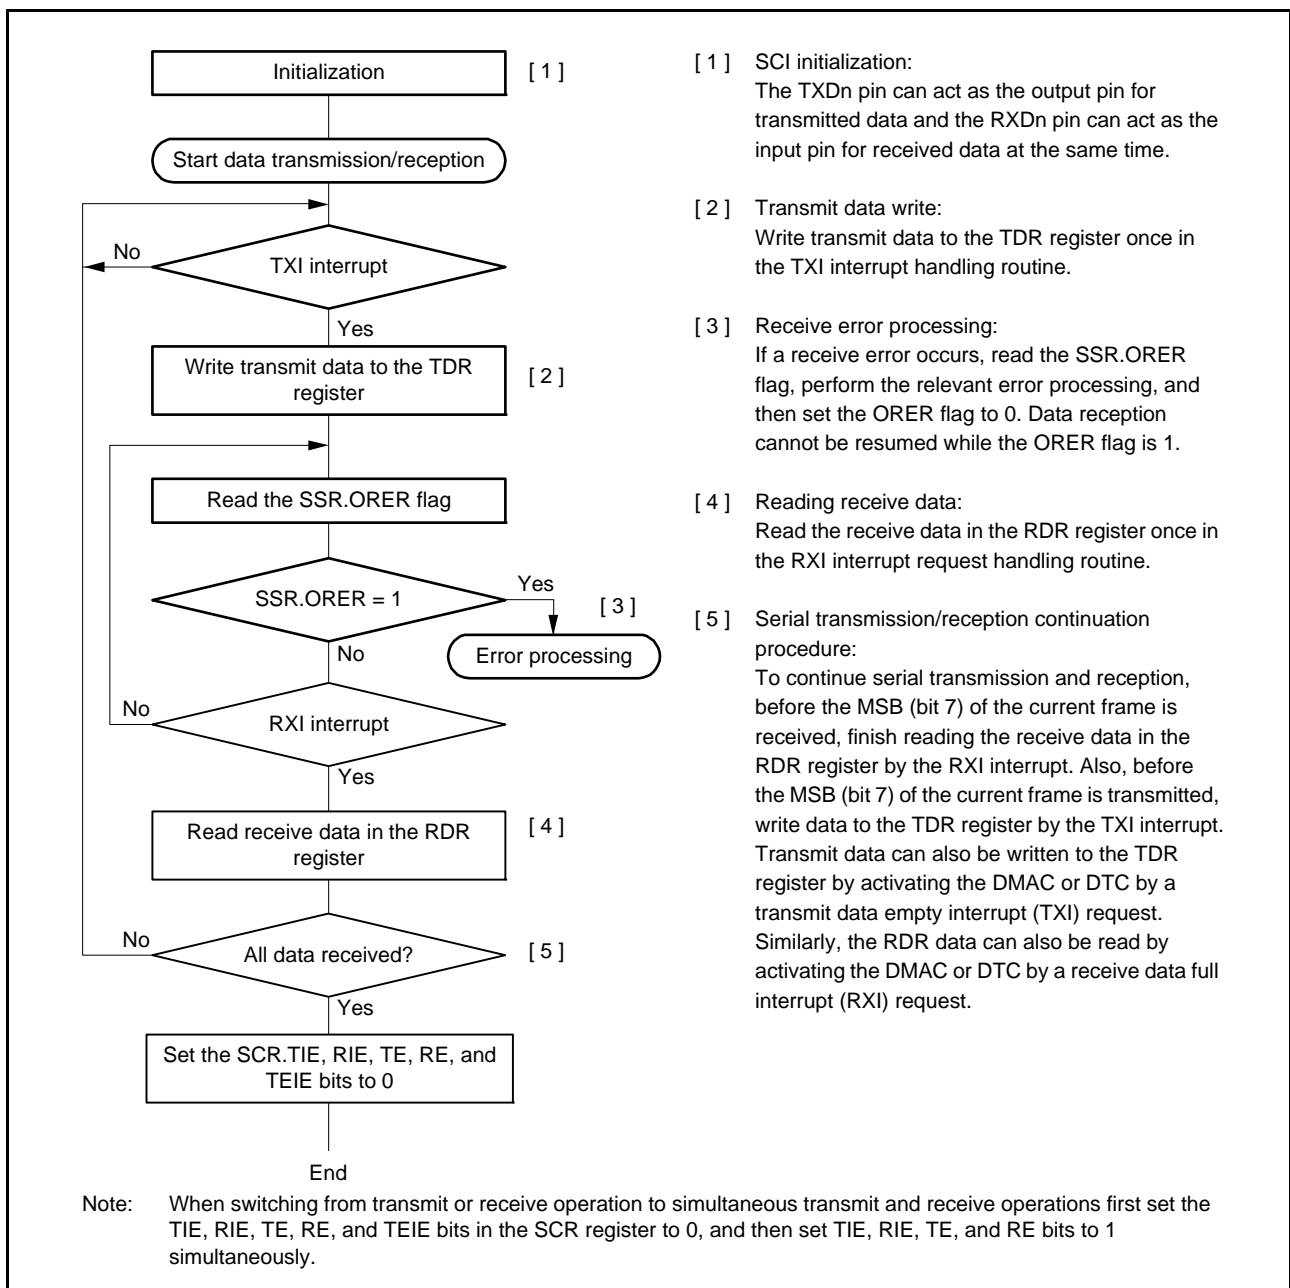 Initialization
[ 1 ]
Start data transmission/reception
No
TXI interrupt
Yes
Write transmit data to the TDR
register
[ 2 ]
Read the SSR.ORER flag
SSR.ORER = 1
Yes
[ 3 ]
Error processing
No
No
RXI interrupt
Yes
Read receive data in the RDR
register
[ 4 ]
No
All data received?
[ 5 ]
Yes
Set the SCR.TIE, RIE, TE, RE, and
TEIE bits to 0
End
[ 1 ] SCI initialization:
The TXDn pin can act as the output pin for
transmitted data and the RXDn pin can act as the
input pin for received data at the same time.
[ 2 ] Transmit data write:
Write transmit data to the TDR register once in
the TXI interrupt handling routine.
[ 3 ] Receive error processing:
If a receive error occurs, read the SSR.ORER
flag, perform the relevant error processing, and
then set the ORER flag to 0. Data reception
cannot be resumed while the ORER flag is 1.
[ 4 ] Reading receive data:
Read the receive data in the RDR register once in
the RXI interrupt request handling routine.
[ 5 ] Serial transmission/reception continuation
procedure:
To continue serial transmission and reception,
before the MSB (bit 7) of the current frame is
received, finish reading the receive data in the
RDR register by the RXI interrupt. Also, before
the MSB (bit 7) of the current frame is transmitted,
write data to the TDR register by the TXI interrupt.
Transmit data can also be written to the TDR
register by activating the DMAC or DTC by a
transmit data empty interrupt (TXI) request.
Similarly, the RDR data can also be read by
activating the DMAC or DTC by a receive data full
interrupt (RXI) request.
Note: When switching from transmit or receive operation to simultaneous transmit and receive operations first set the
TIE, RIE, TE, RE, and TEIE bits in the SCR register to 0, and then set TIE, RIE, TE, and RE bits to 1
simultaneously.